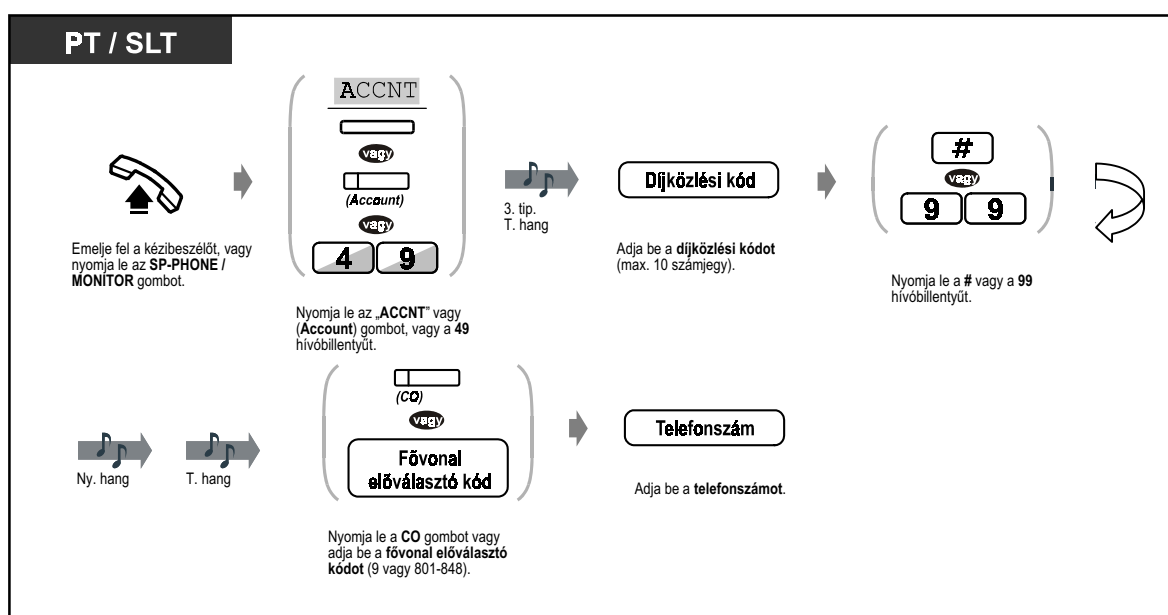 PT / SLT
ACCNT
vagy
(Account)
vagy
4 9
Emelje fel a kézibeszélőt, vagy
nyomja le az SP-PHONE /
MONITOR gombot.
Nyomja le az „ACCNT” vagy
(Account) gombot, vagy a 49
hívóbillentyűt.
3. tip.
T. hang
Díjközlési kód
Adja be a díjközlési kódot
(max. 10 számjegy).
#
vagy
9 9
Nyomja le a # vagy a 99
hívóbillentyűt.
Ny. hang
T. hang
(CO)
vagy
Fővonal
előválasztó kód
Nyomja le a CO gombot vagy
adja be a fővonal előválasztó
kódot (9 vagy 801-848).
Telefonszám
Adja be a telefonszámot.